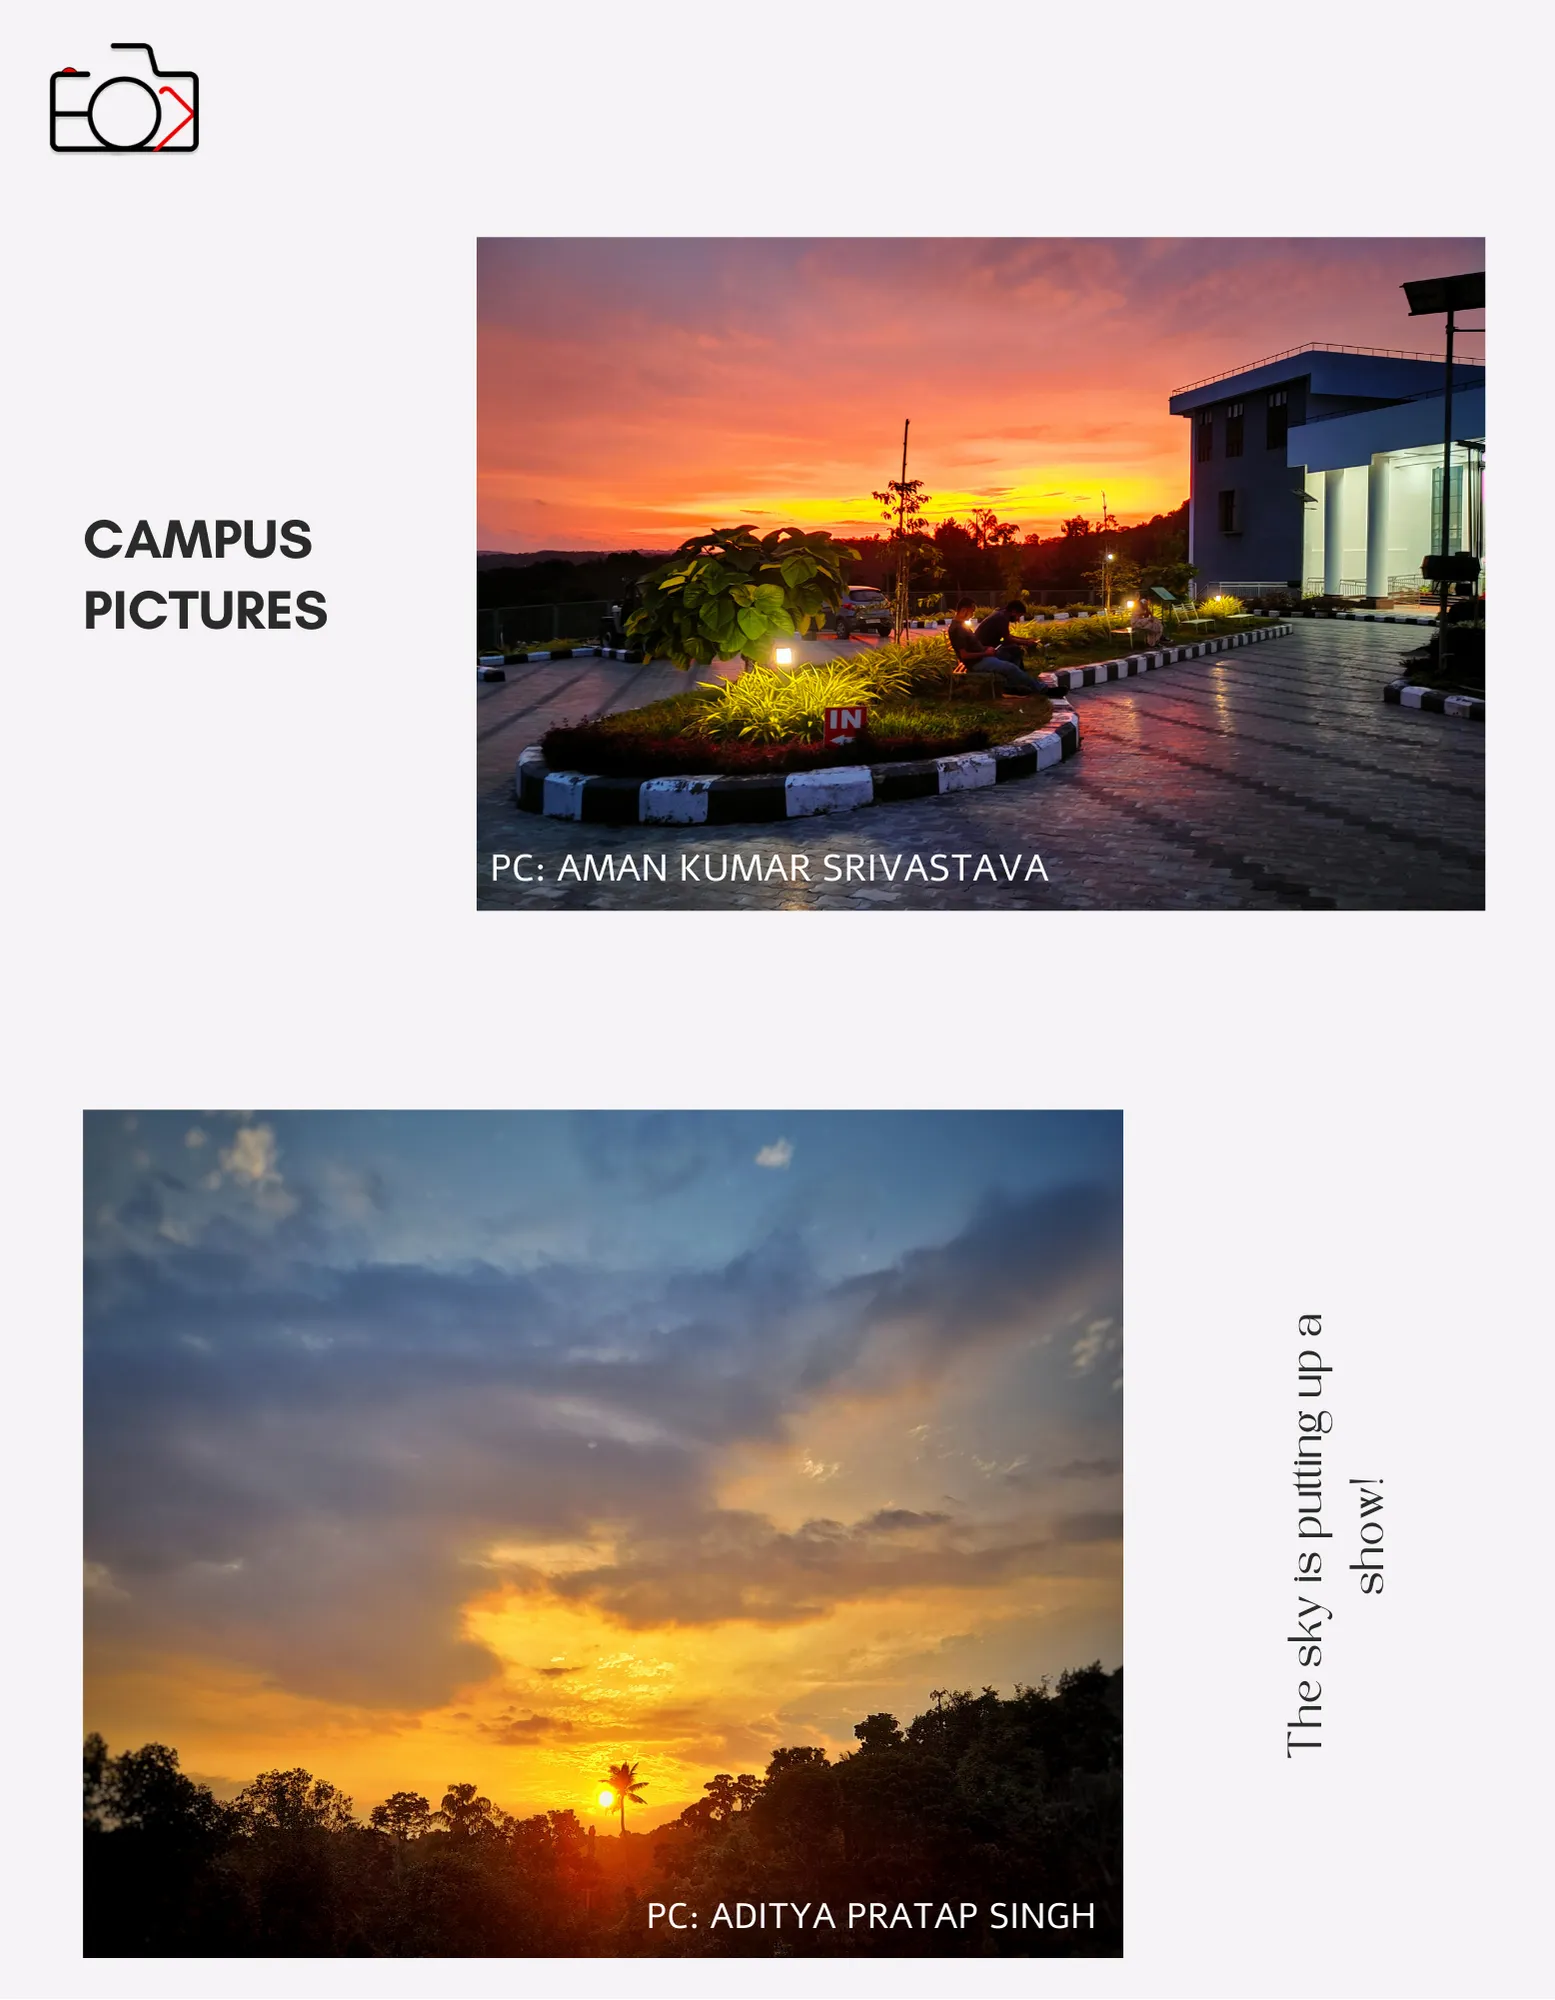 CAMPUS
PICTURES
IN
PC: AMAN KUMAR SRIVASTAVA
PC: ADITYA PRATAP SINGH
The sky is putting up a
show!